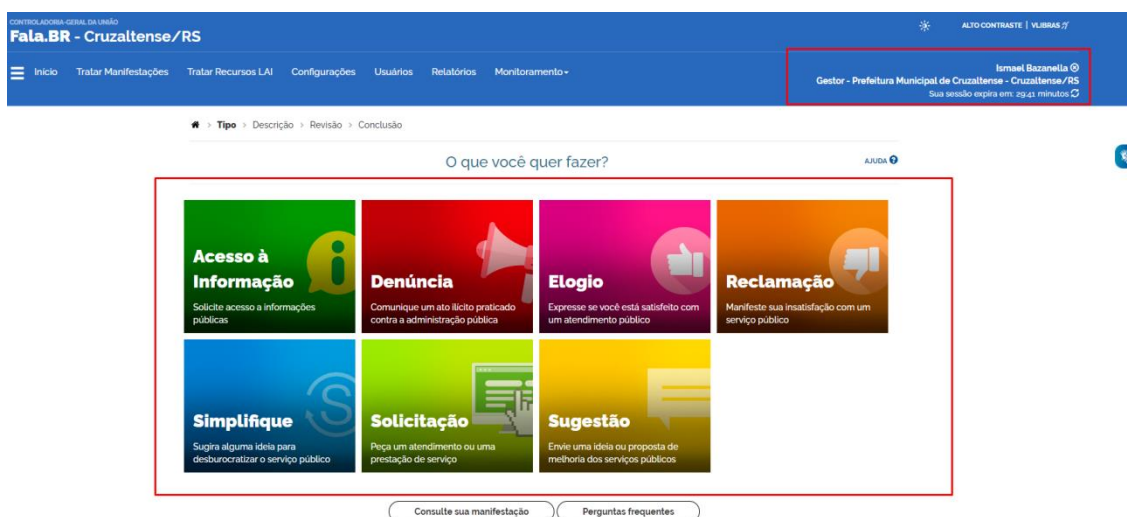 CONTROLADORIA-GERAL DA UNIÃO
Fala.BR - Cruzaltense/RS
ALTO CONTRASTE | VLIBRAS
Início Tratar Manifestações Tratar Recursos LAI Configurações Usuários Relatórios Monitoramento
Ismael Bazanella
Gestor - Prefeitura Municipal de Cruzaltense - Cruzaltense/RS
Sua sessão expira em: 29:41 minutos
> Tipo > Descrição > Revisão > Conclusão
O que você quer fazer?
AJUDA
Acesso à
Informação
Solicite acesso a informações
públicas
Denúncia
Comunique um ato ilícito praticado
contra a administração pública
Elogio
Expresse se você está satisfeito com
um atendimento público
Reclamação
Manifeste sua insatisfação com um
serviço público
Simplifique
Sugira alguma ideia para
desburocratizar o serviço público
Solicitação
Peça um atendimento ou uma
prestação de serviço
Sugestão
Envie uma ideia ou proposta de
melhoria dos serviços públicos
Consulte sua manifestação
Perguntas frequentes